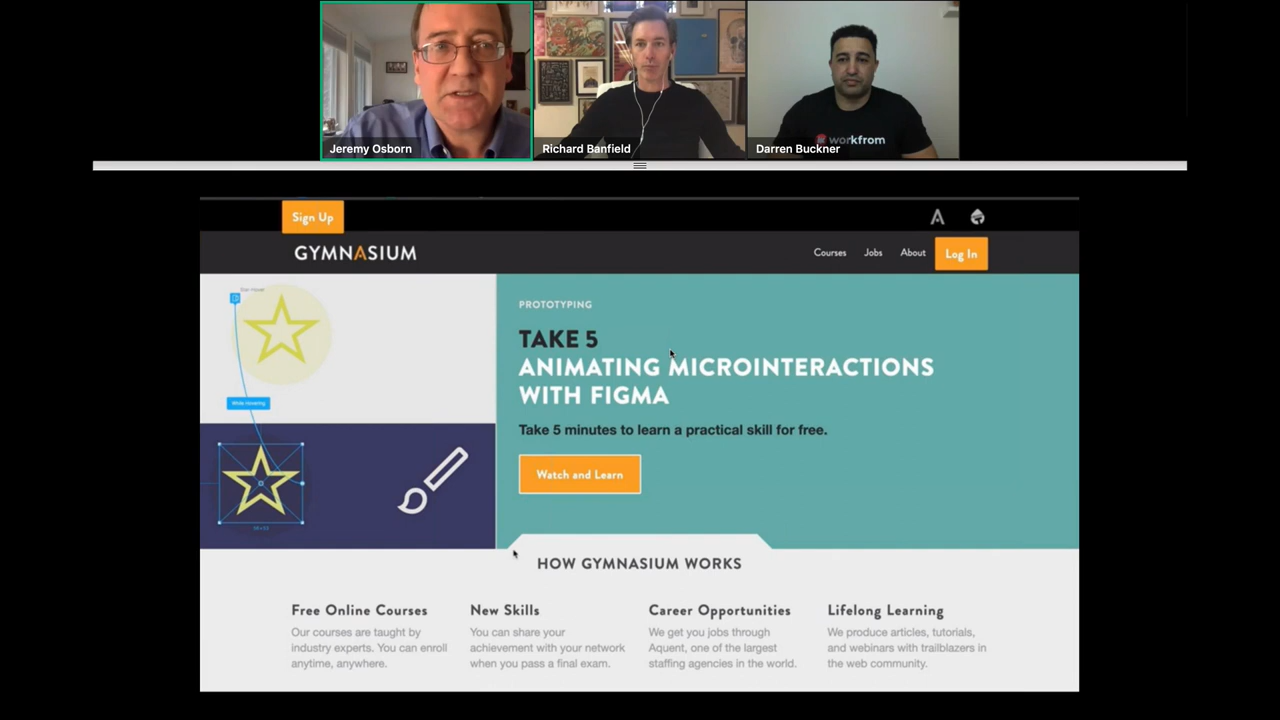 Jeremy Osborn
Richard Banfield
workfrom
Darren Buckner
Sign Up
GYMNASIUM
Courses
Jobs
About
Log In
While Hovering
PROTOTYPING
TAKE 5
ANIMATING MICROINTERACTIONS
WITH FIGMA
Take 5 minutes to learn a practical skill for free.
Watch and Learn
HOW GYMNASIUM WORKS
Free Online Courses
Our courses are taught by
industry experts. You can enroll
anytime, anywhere.
New Skills
You can share your
achievement with your network
when you pass a final exam.
Career Opportunities
We get you jobs through
Aquent, one of the largest
staffing agencies in the world.
Lifelong Learning
We produce articles, tutorials,
and webinars with trailblazers in
the web community.